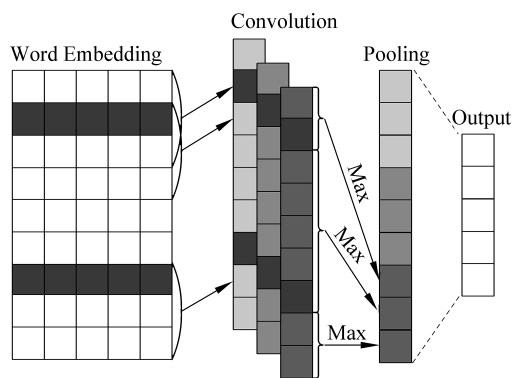 Convolution
Word Embedding
Pooling
Output
Max
Max
Max